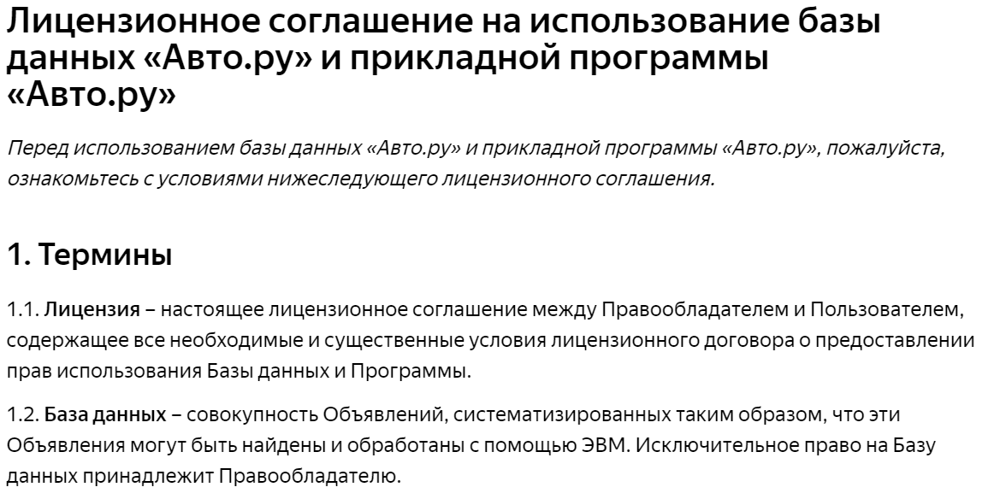 Лицензионное соглашение на использование базы
данных «Авто.ру» и прикладной программы
«Авто.ру»
Перед использованием базы данных «Авто.ру» и прикладной программы «Авто.ру», пожалуйста,
ознакомьтесь с условиями нижеследующего лицензионного соглашения.
1. Термины
1.1. Лицензия – настоящее лицензионное соглашение между Правообладателем и Пользователем,
содержащее все необходимые и существенные условия лицензионного договора о предоставлении
прав использования Базы данных и Программы.
1.2. База данных – совокупность Объявлений, систематизированных таким образом, что эти
Объявления могут быть найдены и обработаны с помощью ЭВМ. Исключительное право на Базу
данных принадлежит Правообладателю.